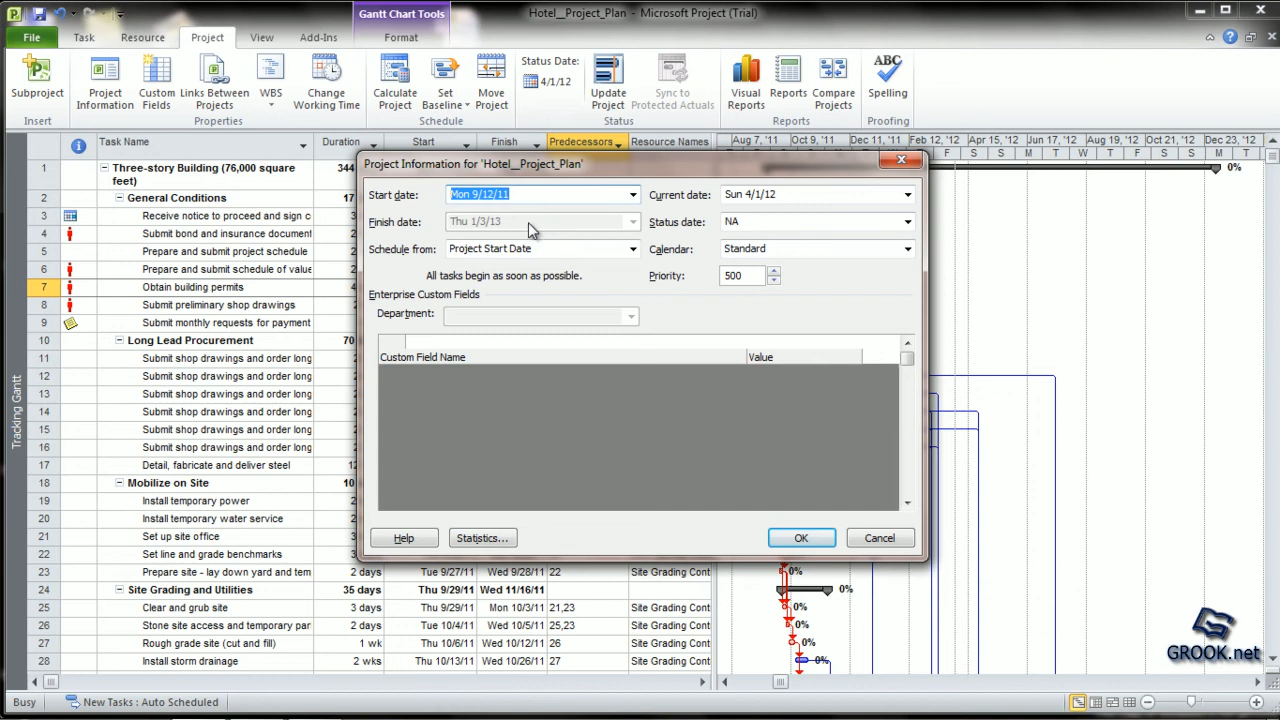 Gantt Chart Tools
Hotel__Project_Plan - Microsoft Project (Trial)
File Task Resource Project View Add-Ins Format
Subproject
Project Information
Custom Fields
Links Between Projects
WBS
Change Working Time
Calculate Project
Set Baseline
Move Project
Status Date:
4/1/12
Update Project
Sync to Protected Actuals
Visual Reports
Reports
Compare Projects
ABC
Spelling
Insert Properties Schedule Status Reports Proofing
Task Name Duration Start Finish Predecessors Resource Names
Aug 7, '11 Oct 9, '11 Dec 11, '11 Feb 12, '12 Apr 15, '12 Jun 17, '12 Aug 19, '12 Oct 21, '12 Dec 23, '12
1 Three-story Building (76,000 square feet) 344 0%
2 General Conditions 17
3 Receive notice to proceed and sign c
4 Submit bond and insurance document
5 Prepare and submit project schedule
6 Prepare and submit schedule of value
7 Obtain building permits
8 Submit preliminary shop drawings
9 Submit monthly requests for payment
10 Long Lead Procurement 70
11 Submit shop drawings and order long
12 Submit shop drawings and order long
13 Submit shop drawings and order long
14 Submit shop drawings and order long
15 Submit shop drawings and order long
16 Submit shop drawings and order long
17 Detail, fabricate and deliver steel 12
18 Mobilize on Site 10
19 Install temporary power
20 Install temporary water service
21 Set up site office
22 Set line and grade benchmarks
23 Prepare site - lay down yard and tem 2 days Tue 9/27/11 Wed 9/28/11 22 Site Grading Cont 0%
24 Site Grading and Utilities 35 days Thu 9/29/11 Wed 11/16/11 0%
25 Clear and grub site 3 days Thu 9/29/11 Mon 10/3/11 21,23 Site Grading Cont 0%
26 Stone site access and temporary par 2 days Tue 10/4/11 Wed 10/5/11 25,23 Site Grading Cont 0%
27 Rough grade site (cut and fill) 1 wk Thu 10/6/11 Wed 10/12/11 26 Site Grading Cont 0%
28 Install storm drainage 2 wks Thu 10/13/11 Wed 10/26/11 27 Site Grading Cont 0%
Tracking Gantt
Project Information for 'Hotel__Project_Plan'
Start date: Mon 9/12/11 Current date: Sun 4/1/12
Finish date: Thu 1/3/13 Status date: NA
Schedule from: Project Start Date Calendar: Standard
All tasks begin as soon as possible. Priority: 500
Enterprise Custom Fields
Department:
Custom Field Name Value
Help Statistics... OK Cancel
GROOK.net
Busy New Tasks : Auto Scheduled